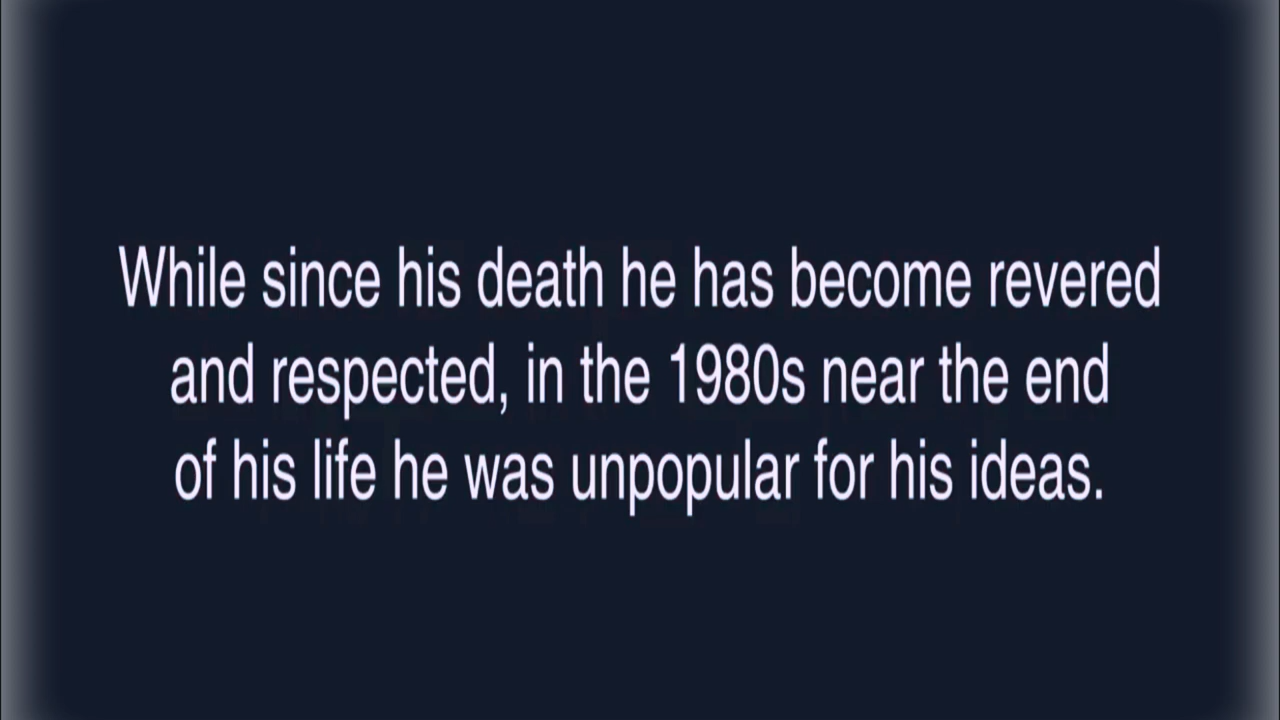 While since his death he has become revered
and respected, in the 1980s near the end
of his life he was unpopular for his ideas.